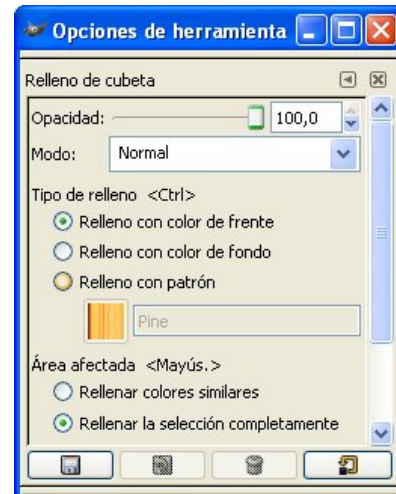 Opciones de herramienta
Relleno de cubeta
Opacidad: 100,0
Modo: Normal
Tipo de relleno <Ctrl>
Relleno con color de frente
Relleno con color de fondo
Relleno con patrón
Pine
Área afectada <Mayús.>
Rellenar colores similares
Rellenar la selección completamente